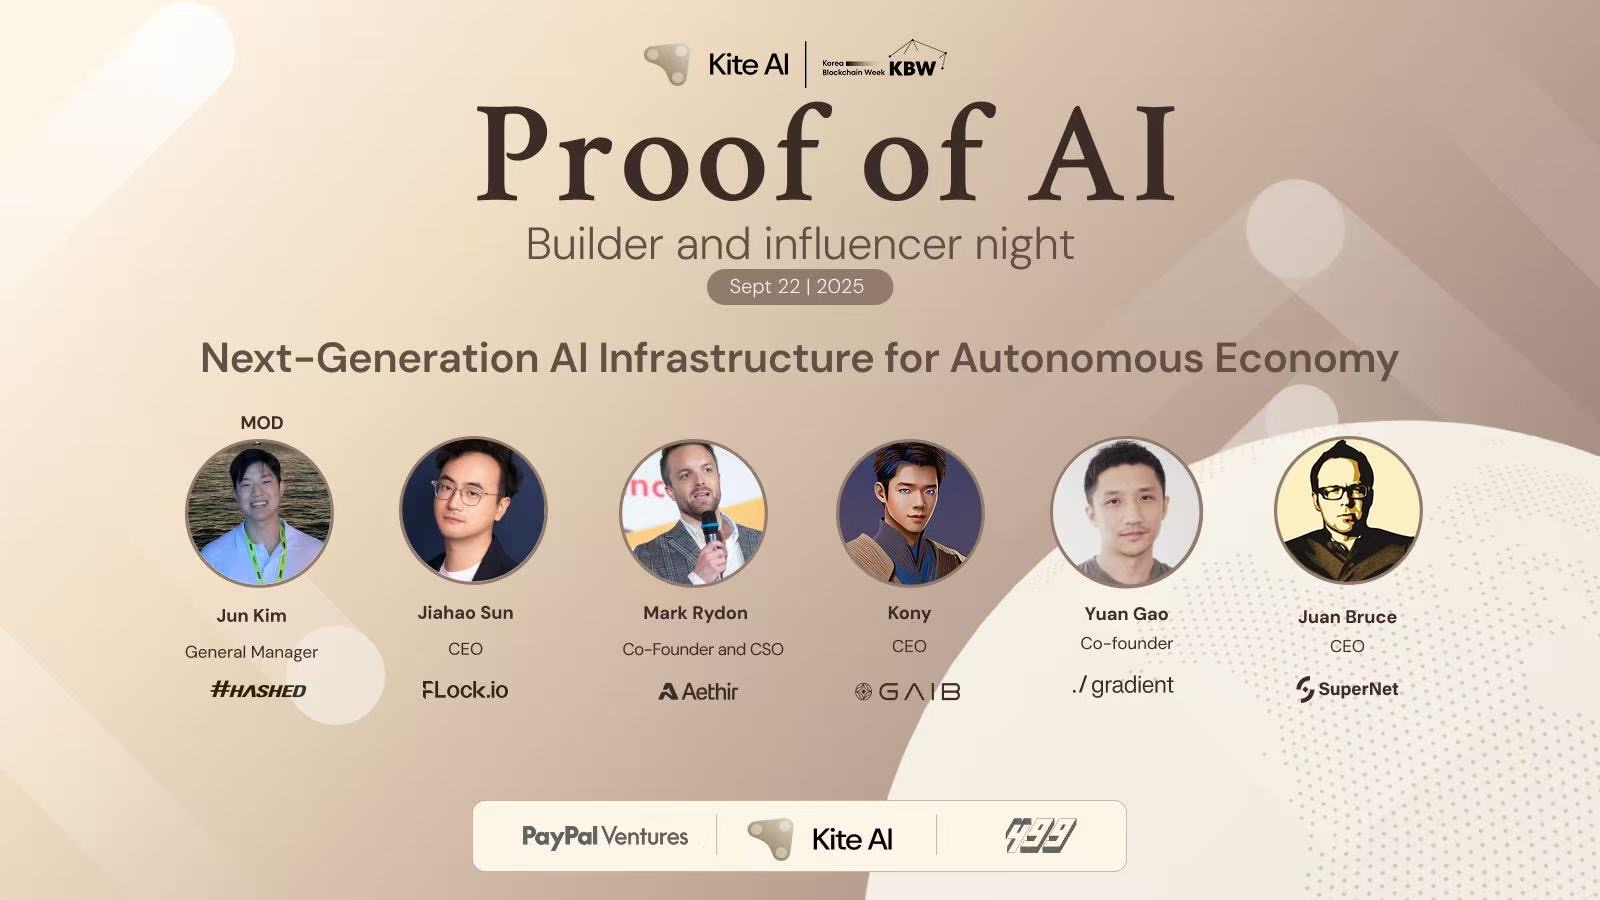 Kite AI
Korea
Blockchain Week
KBW
Proof of AI
Builder and influencer night
Sept 22 | 2025
Next-Generation AI Infrastructure for Autonomous Economy
MOD
Jun Kim
General Manager
#HASHED
Jiahao Sun
CEO
FLock.io
Mark Rydon
Co-Founder and CSO
Aethir
Kony
CEO
GAIB
Yuan Gao
Co-founder
./ gradient
Juan Bruce
CEO
SuperNet
PayPal Ventures
Kite AI
499